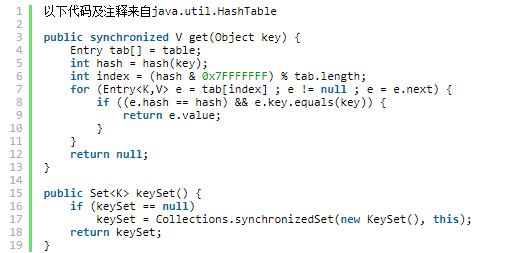 1 以下代码及注释来自java.util.HashTable
2
3 public synchronized V get(Object key) {
4     Entry tab[] = table;
5     int hash = hash(key);
6     int index = (hash & 0x7FFFFFFF) % tab.length;
7     for (Entry<K,V> e = tab[index] ; e != null ; e = e.next) {
8         if ((e.hash == hash) && e.key.equals(key)) {
9             return e.value;
10         }
11     }
12     return null;
13 }
14
15 public Set<K> keySet() {
16     if (keySet == null)
17         keySet = Collections.synchronizedSet(new KeySet(), this);
18     return keySet;
19 }